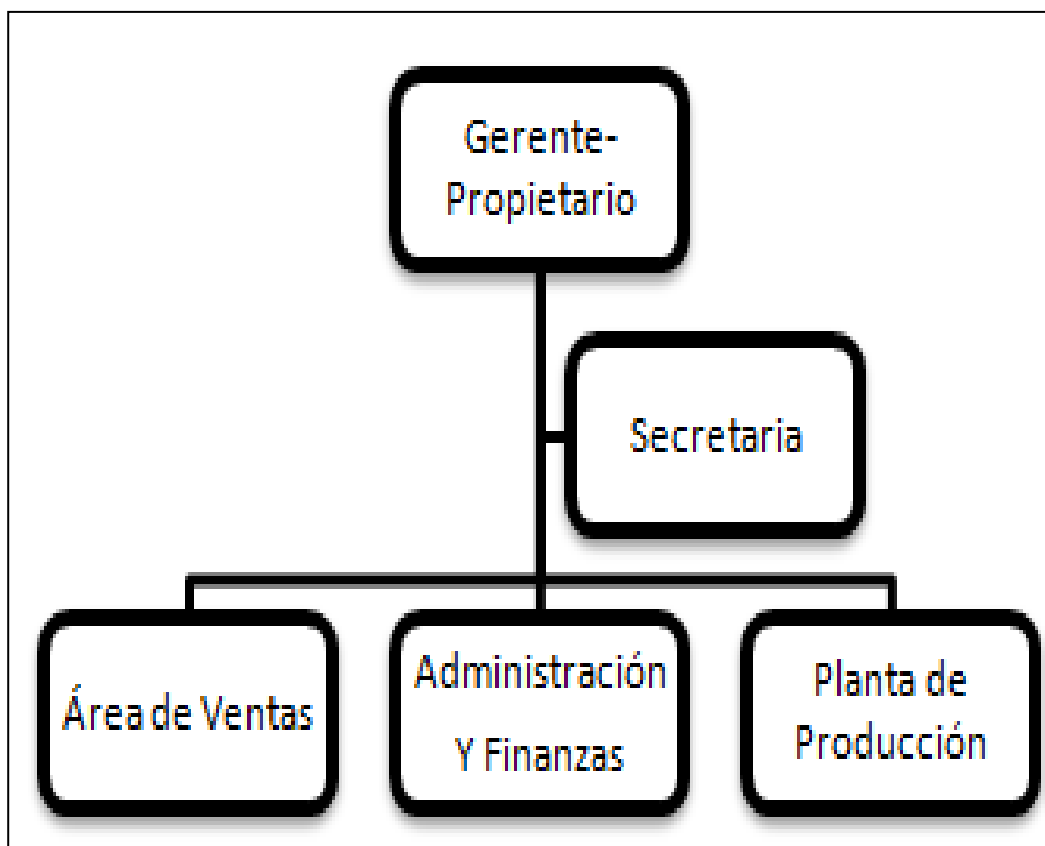 Gerente-
Propietario
Secretaria
Área de Ventas
Administración
Y Finanzas
Planta de
Producción